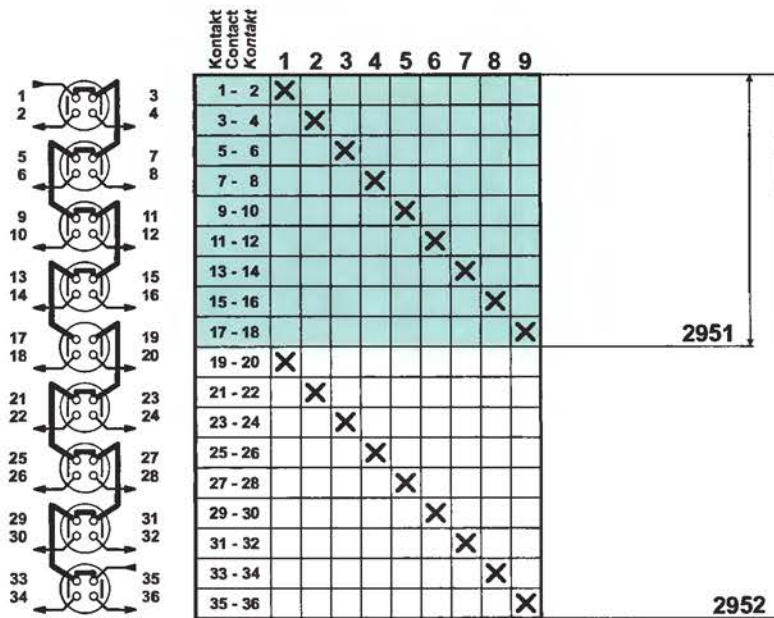 Kontakt
Contact
Kontakt
1 2 3 4 5 6 7 8 9
1 3
2 4
5 7
6 8
9 11
10 12
13 15
14 16
17 19
18 20
21 23
22 24
25 27
26 28
29 31
30 32
33 35
34 36
1 - 2
3 - 4
5 - 6
7 - 8
9 - 10
11 - 12
13 - 14
15 - 16
17 - 18
2951
19 - 20
21 - 22
23 - 24
25 - 26
27 - 28
29 - 30
31 - 32
33 - 34
35 - 36
2952